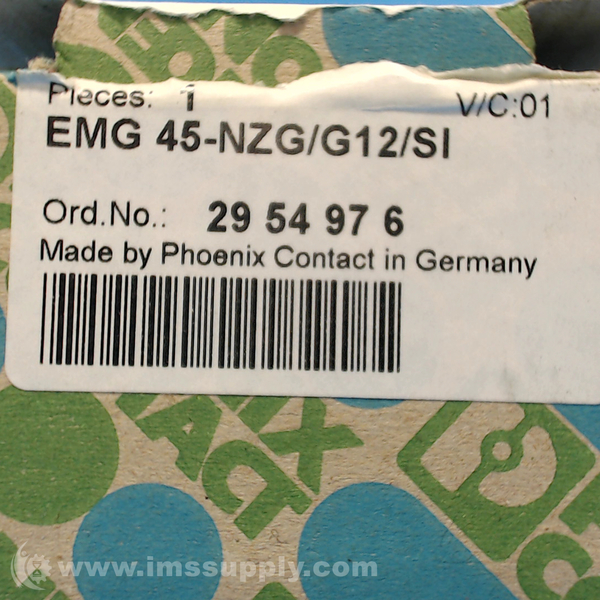 Pieces: 1 V/C:01
EMG 45-NZG/G12/SI
Ord.No.: 29 54 97 6
Made by Phoenix Contact in Germany
www.imssupply.com